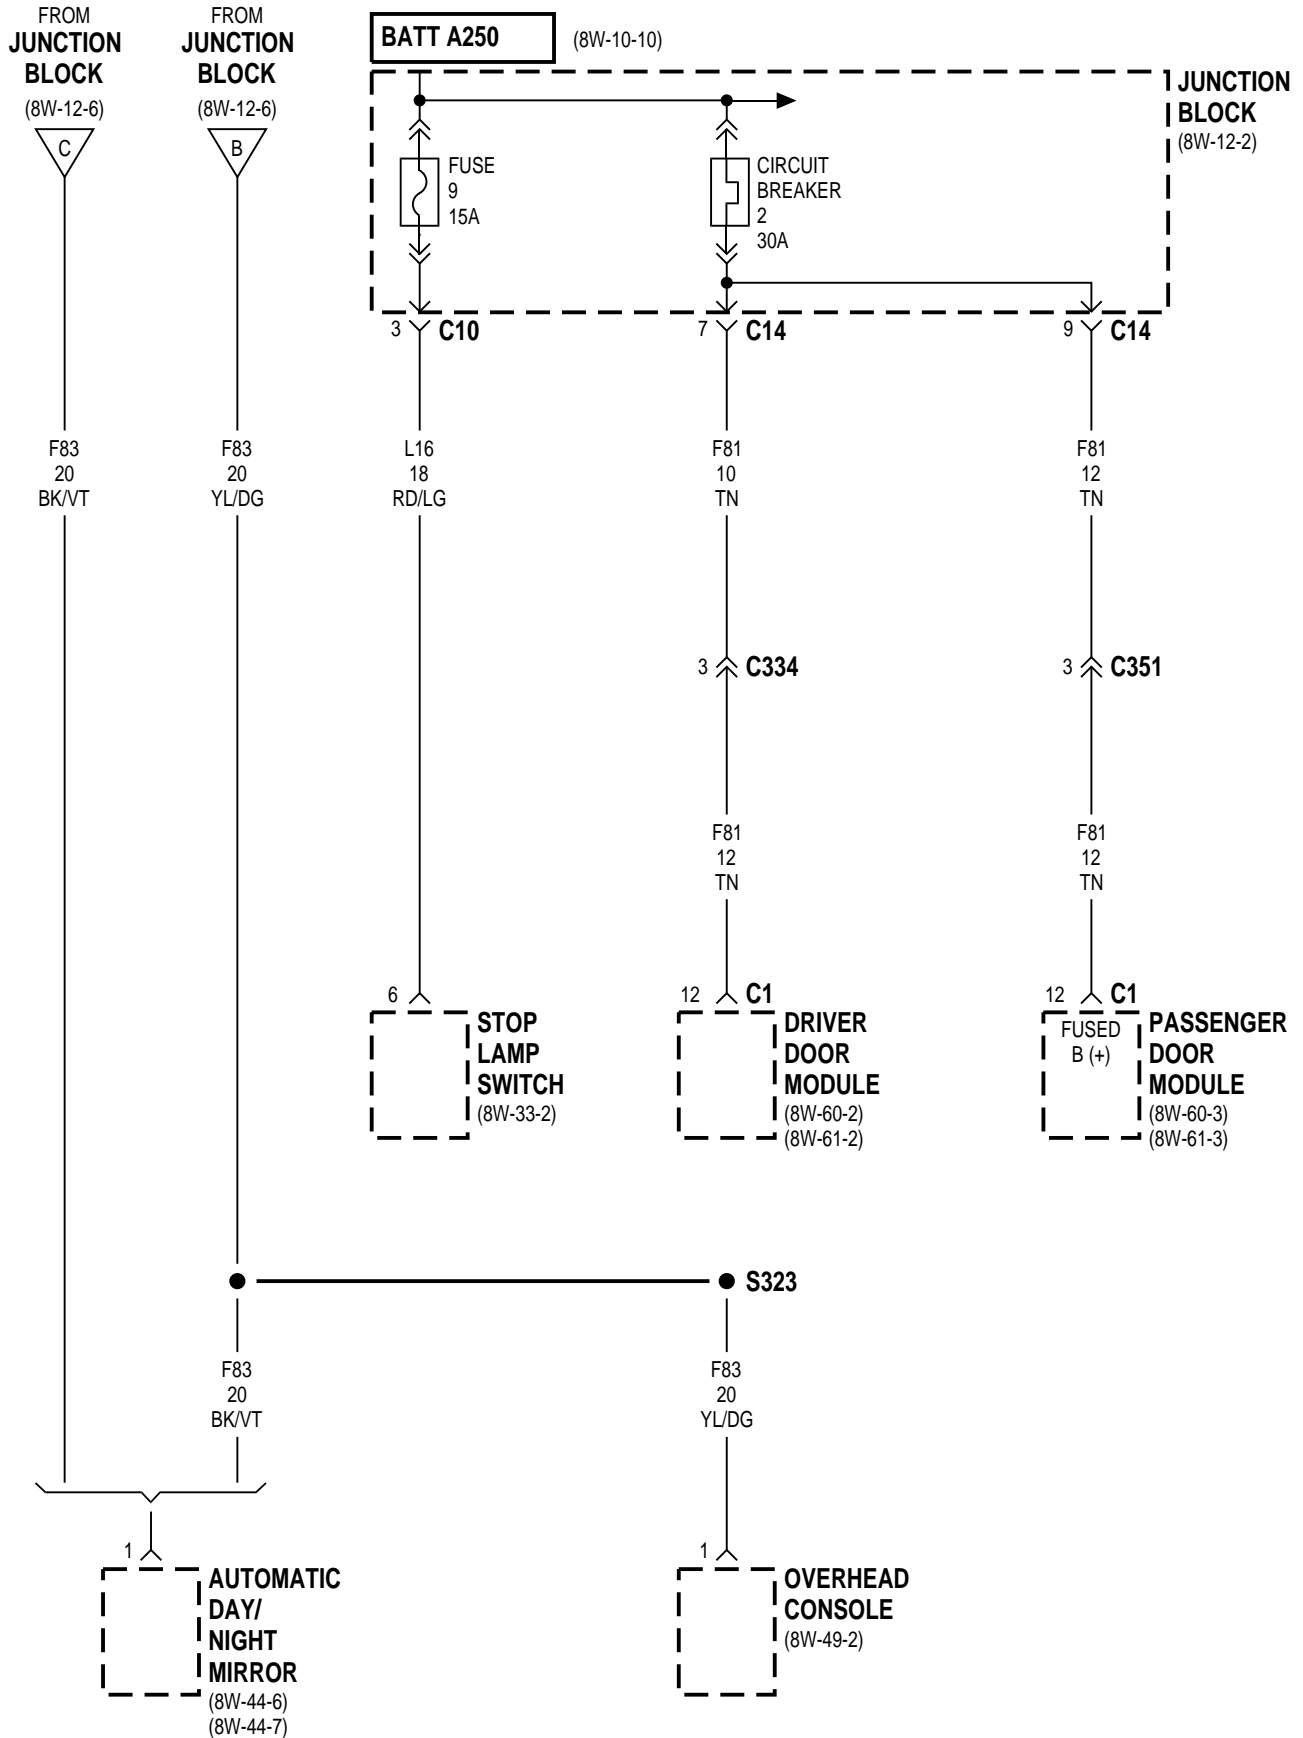 FROM
JUNCTION
BLOCK
(8W-12-6)
C
FROM
JUNCTION
BLOCK
(8W-12-6)
B
BATT A250
(8W-10-10)
JUNCTION
BLOCK
(8W-12-2)
FUSE
9
15A
CIRCUIT
BREAKER
2
30A
3 C10
7 C14
9 C14
F83
20
BK/VT
F83
20
YL/DG
L16
18
RD/LG
F81
10
TN
F81
12
TN
3 C334
3 C351
F81
12
TN
F81
12
TN
6
12 C1
12 C1
STOP
LAMP
SWITCH
(8W-33-2)
DRIVER
DOOR
MODULE
(8W-60-2)
(8W-61-2)
FUSED
B (+)
PASSENGER
DOOR
MODULE
(8W-60-3)
(8W-61-3)
S323
F83
20
BK/VT
F83
20
YL/DG
1
1
AUTOMATIC
DAY/
NIGHT
MIRROR
(8W-44-6)
(8W-44-7)
OVERHEAD
CONSOLE
(8W-49-2)